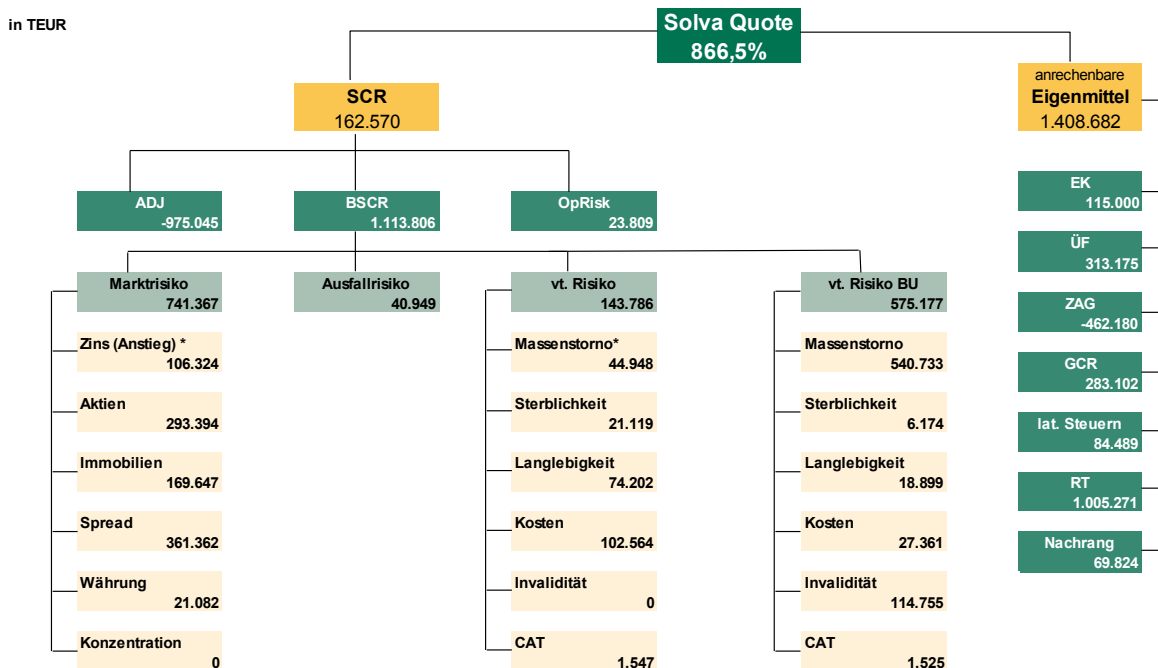 in TEUR
Solva Quote
866,5%
SCR
162.570
anrechenbare
Eigenmittel
1.408.682
ADJ
-975.045
BSCR
1.113.806
OpRisk
23.809
EK
115.000
ÜF
313.175
ZAG
-462.180
GCR
283.102
lat. Steuern
84.489
RT
1.005.271
Nachrang
69.824
Marktrisiko
741.367
Ausfallrisiko
40.949
vt. Risiko
143.786
vt. Risiko BU
575.177
Zins (Anstieg) *
106.324
Aktien
293.394
Immobilien
169.647
Spread
361.362
Währung
21.082
Konzentration
0
Massenstorno*
44.948
Sterblichkeit
21.119
Langlebigkeit
74.202
Kosten
102.564
Invalidität
0
CAT
1.547
Massenstorno
540.733
Sterblichkeit
6.174
Langlebigkeit
18.899
Kosten
27.361
Invalidität
114.755
CAT
1.525